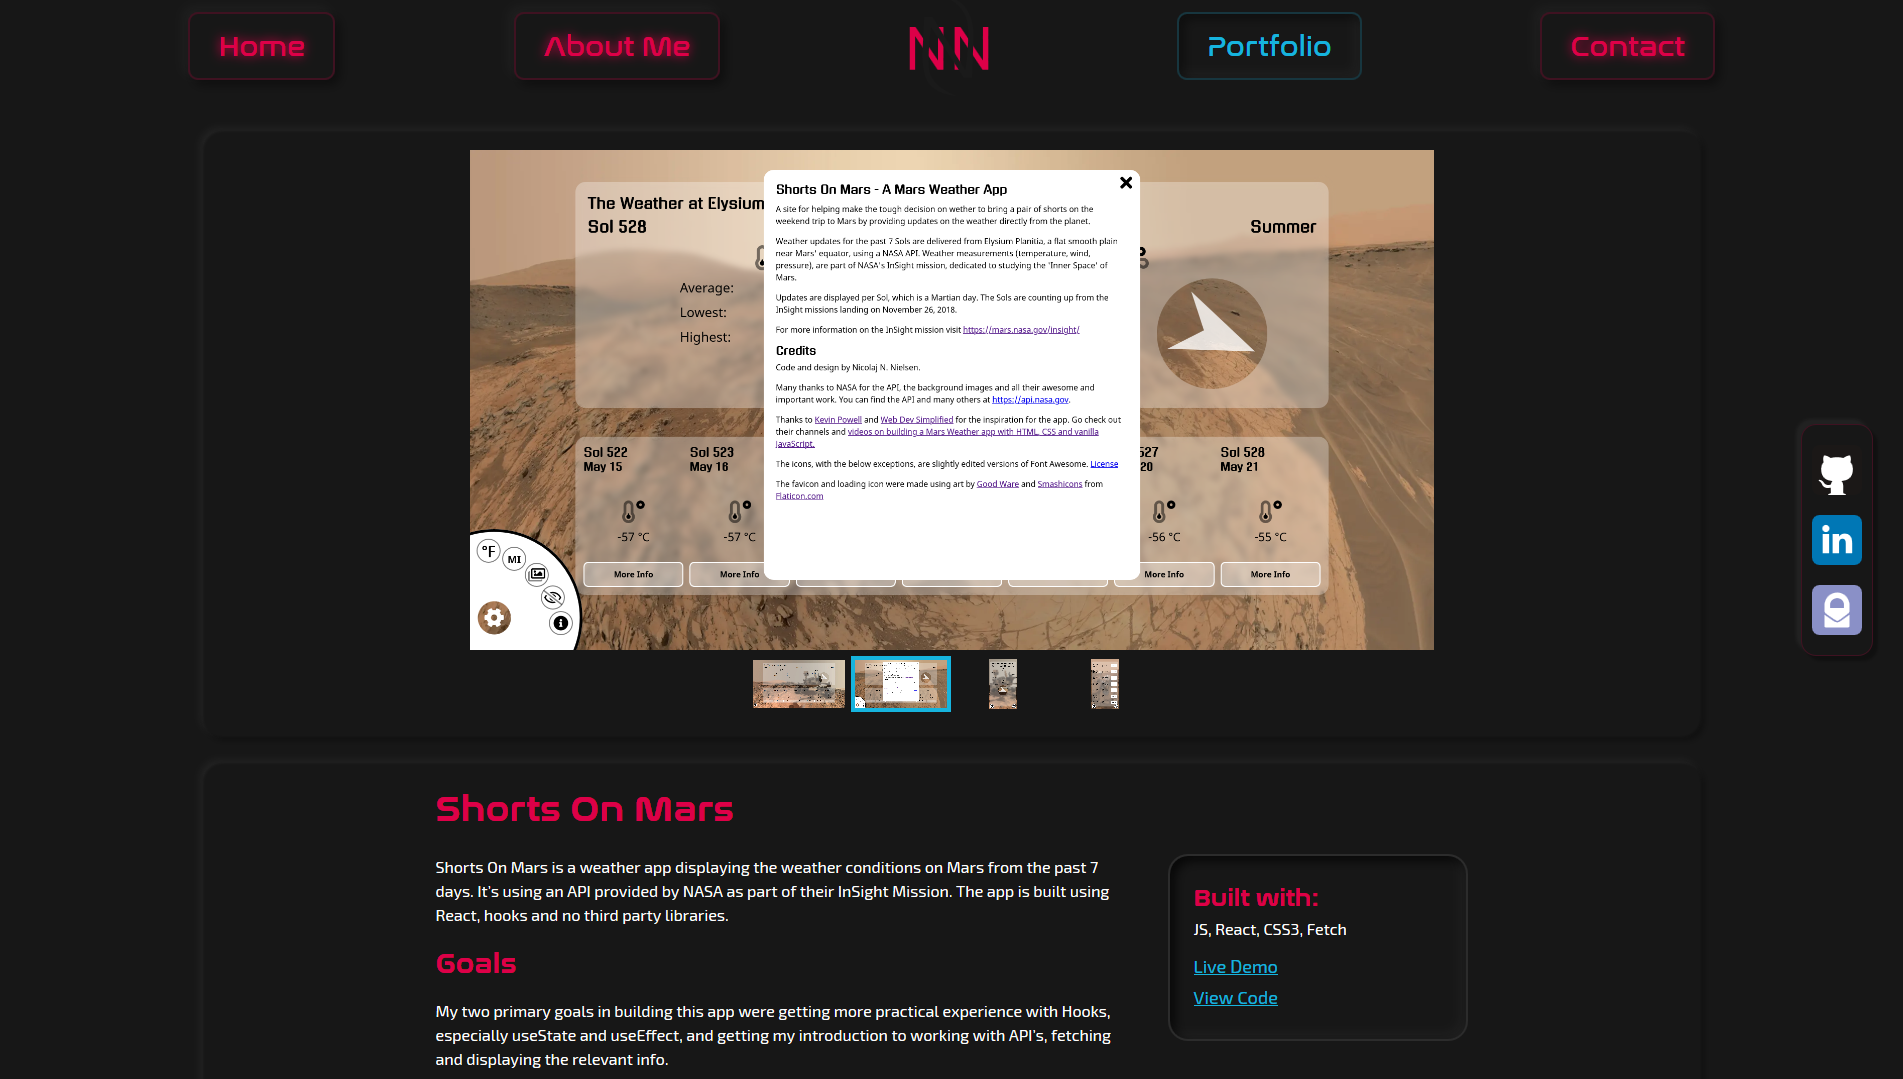 Home
About Me
NN
Portfolio
Contact
The Weather at Elysium
Sol 528
Summer
Average:
Lowest:
Highest:
Shorts On Mars - A Mars Weather App
A site for helping make the tough decision on wether to bring a pair of shorts on the
weekend trip to Mars by providing updates on the weather directly from the planet.
Weather updates for the past 7 Sols are delivered from Elysium Planitia, a flat smooth plain
near Mars' equator, using a NASA API. Weather measurements (temperature, wind,
pressure), are part of NASA's InSight mission, dedicated to studying the 'Inner Space' of
Mars.
Updates are displayed per Sol, which is a Martian day. The Sols are counting up from the
InSight missions landing on November 26, 2018.
For more information on the InSight mission visit https://mars.nasa.gov/insight/
Credits
Code and design by Nicolaj N. Nielsen.
Many thanks to NASA for the API, the background images and all their awesome and
important work. You can find the API and many others at https://api.nasa.gov.
Thanks to Kevin Powell and Web Dev Simplified for the inspiration for the app. Go check out
their channels and videos on building a Mars Weather app with HTML, CSS and vanilla
JavaScript.
The icons, with the below exceptions, are slightly edited versions of Font Awesome. License
The favicon and loading icon were made using art by Good Ware and Smashicons from
Flaticon.com
Sol 522
May 15
-57 °C
More Info
Sol 523
May 16
-57 °C
More Info
527
20
-56 °C
More Info
Sol 528
May 21
-55 °C
More Info
°F
MI
in
Shorts On Mars
Shorts On Mars is a weather app displaying the weather conditions on Mars from the past 7
days. It's using an API provided by NASA as part of their InSight Mission. The app is built using
React, hooks and no third party libraries.
Goals
My two primary goals in building this app were getting more practical experience with Hooks,
especially useState and useEffect, and getting my introduction to working with API's, fetching
and displaying the relevant info.
Built with:
JS, React, CSS3, Fetch
Live Demo
View Code